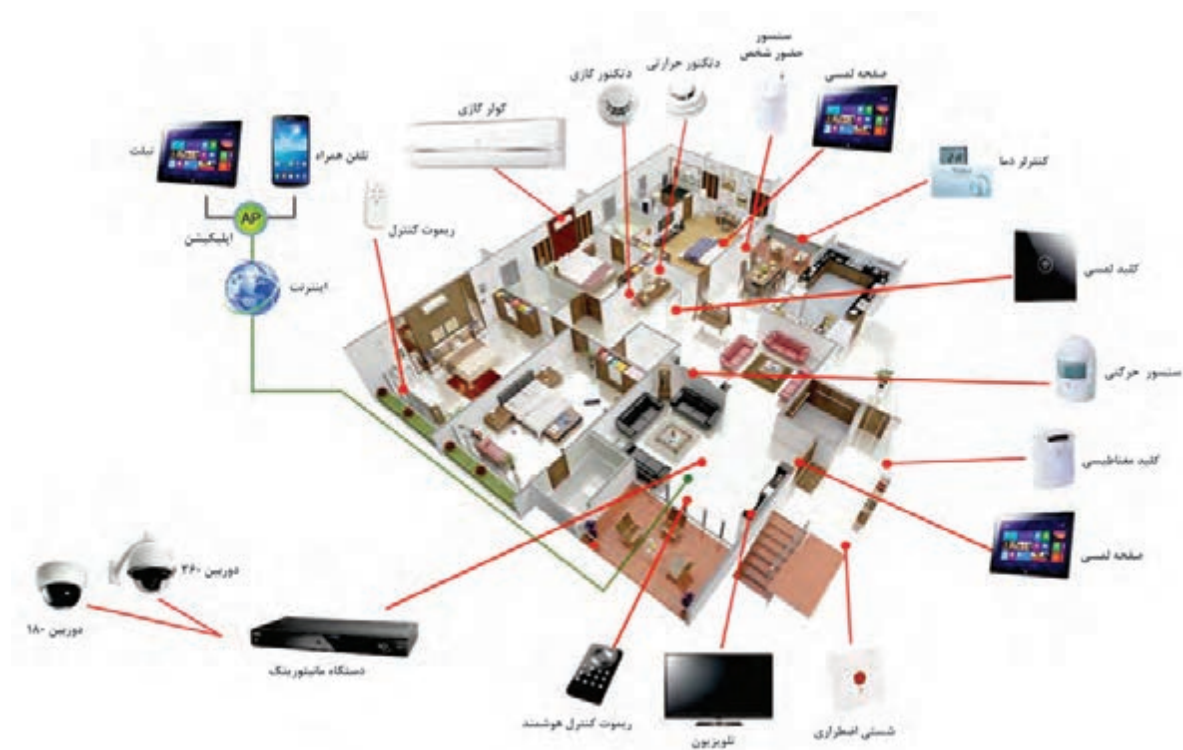 سنسور
حضور شخص
دتکتور حرارتی
دتکتور گازی
صفحه لمسی
کولر گازی
تلفن همراه
تبلت
کنترلر دما
AP
اپلیکیشن
ریموت کنترل
کلید لمسی
اینترنت
سنسور حرکتی
کلید مغناطیسی
صفحه لمسی
دوربین ۳۶۰
دوربین ۱۸۰
دستگاه مانیتورینگ
ریموت کنترل هوشمند
تلویزیون
شستی اضطراری